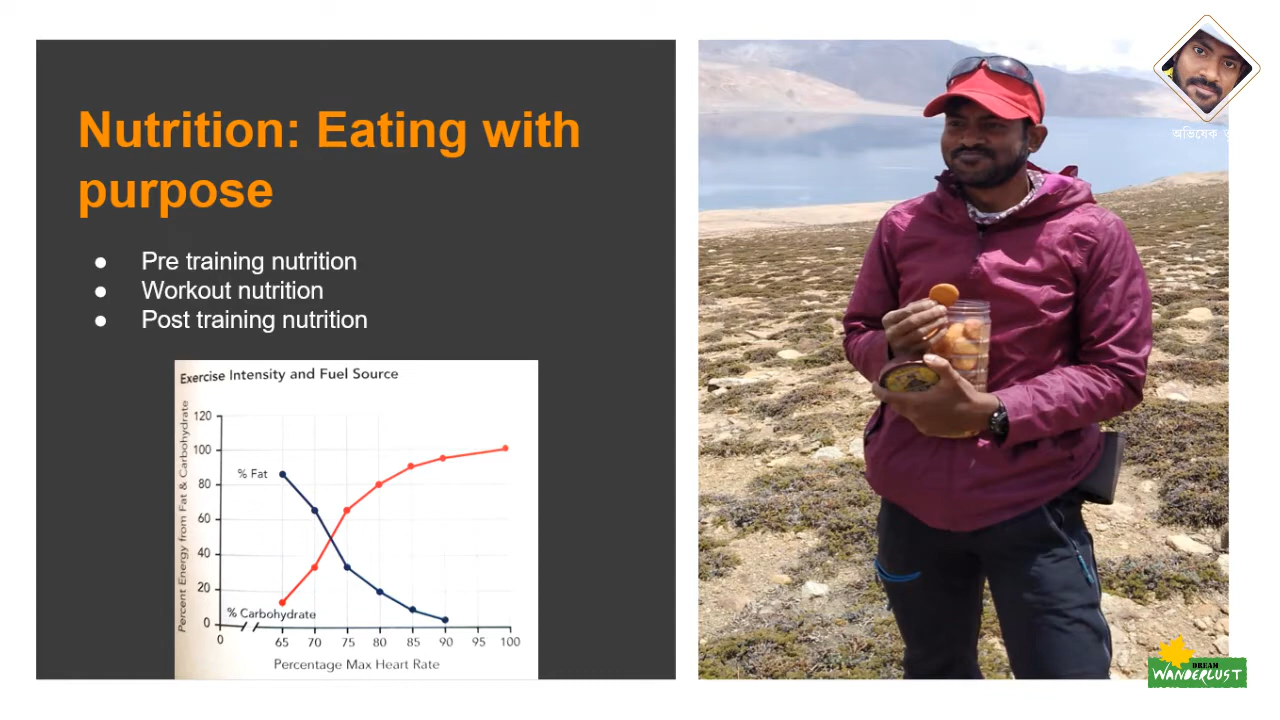 Nutrition: Eating with
purpose
● Pre training nutrition
● Workout nutrition
● Post training nutrition
Exercise Intensity and Fuel Source
Percent Energy from Fat & Carbohydrate
120
100
80
60
40
20
0
% Fat
% Carbohydrate
0 65 70 75 80 85 90 95 100
Percentage Max Heart Rate
অভিষেক
DREAM
WANDERLUST